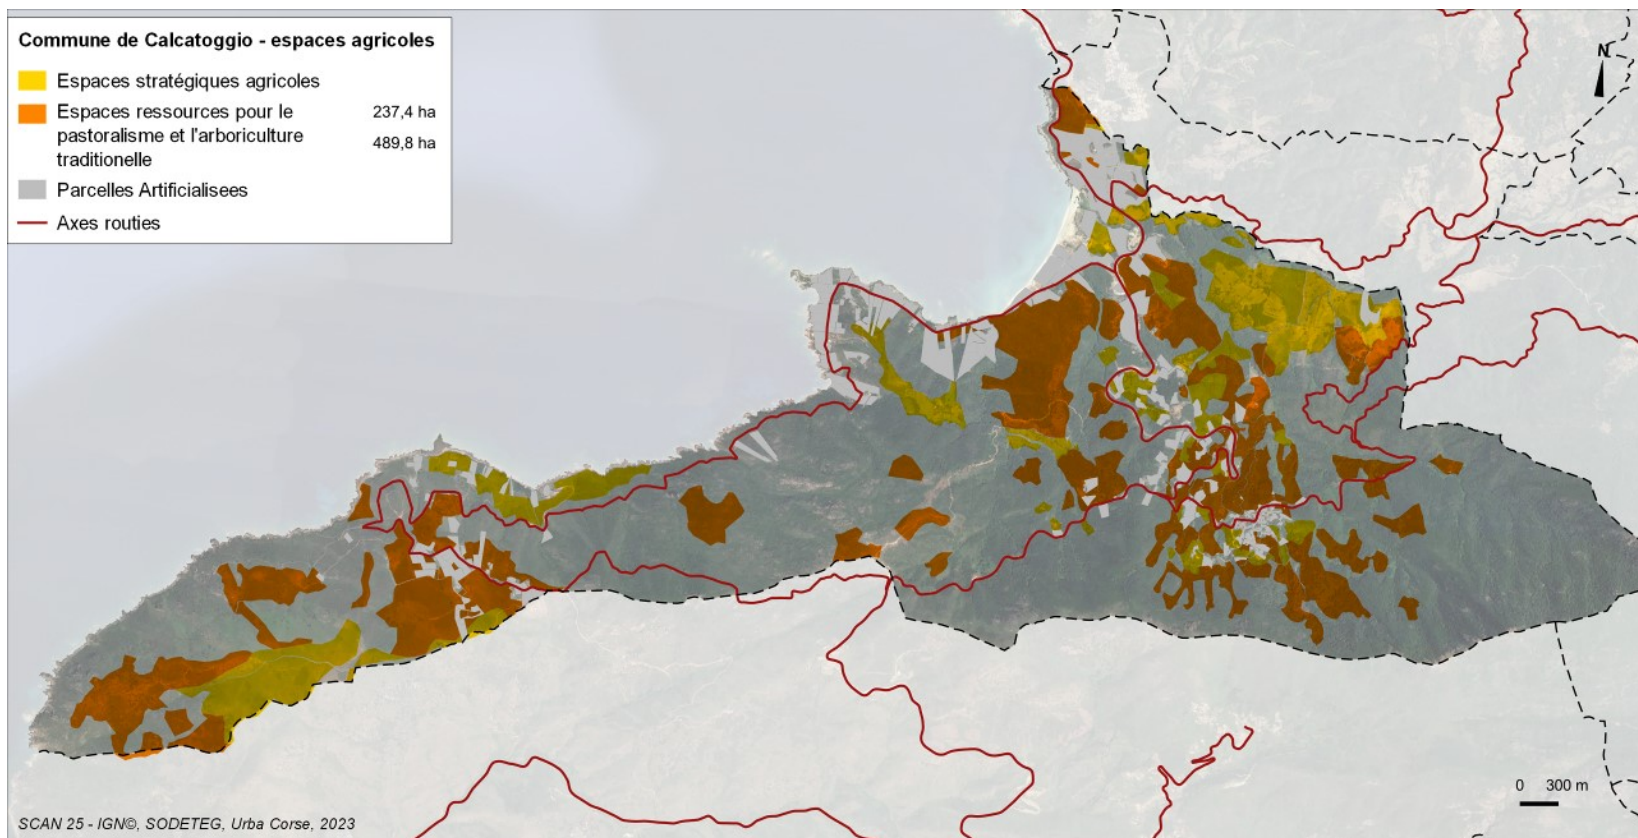 Commune de Calcatoggio - espaces agricoles
Espaces stratégiques agricoles
Espaces ressources pour le
pastoralisme et l'arboriculture
traditionelle
237,4 ha
489,8 ha
Parcelles Artificialisees
Axes routies
N
0 300 m
SCAN 25 - IGN©, SODETEG, Urba Corse, 2023